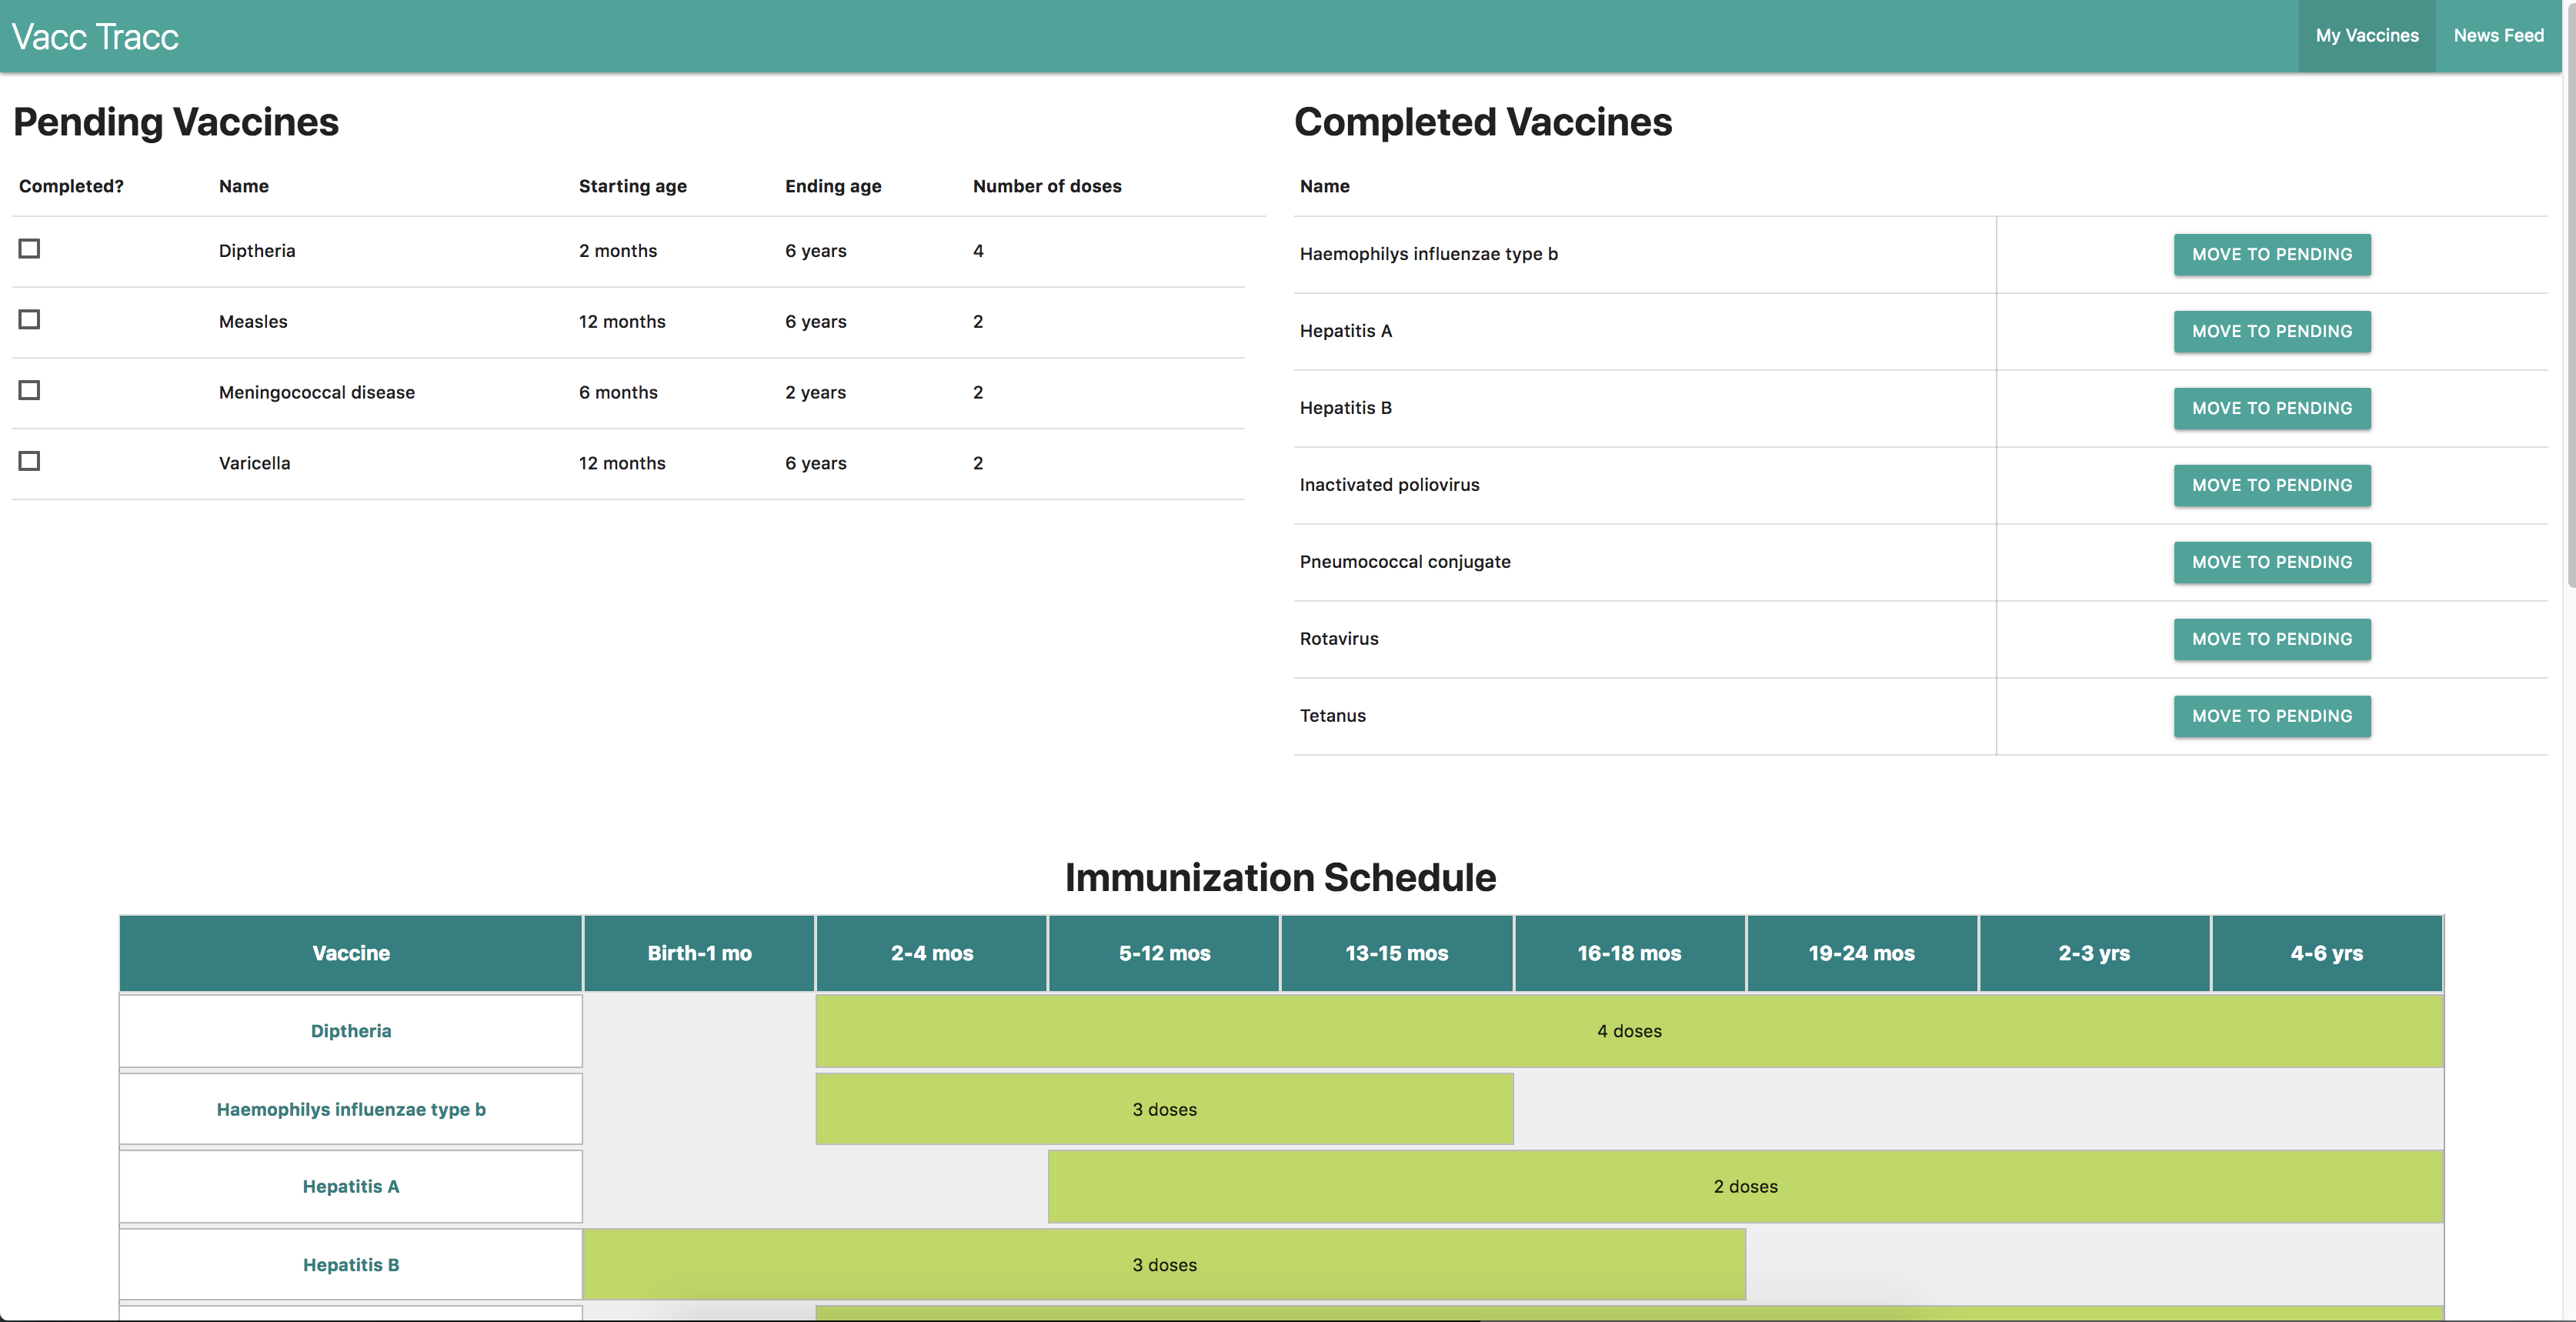 Vacc Tracc
My Vaccines News Feed
Pending Vaccines
Completed? Name Starting age Ending age Number of doses
Diptheria 2 months 6 years 4
Measles 12 months 6 years 2
Meningococcal disease 6 months 2 years 2
Varicella 12 months 6 years 2
Completed Vaccines
Name
Haemophilys influenzae type b MOVE TO PENDING
Hepatitis A MOVE TO PENDING
Hepatitis B MOVE TO PENDING
Inactivated poliovirus MOVE TO PENDING
Pneumococcal conjugate MOVE TO PENDING
Rotavirus MOVE TO PENDING
Tetanus MOVE TO PENDING
Immunization Schedule
Vaccine Birth-1 mo 2-4 mos 5-12 mos 13-15 mos 16-18 mos 19-24 mos 2-3 yrs 4-6 yrs
Diptheria 4 doses
Haemophilys influenzae type b 3 doses
Hepatitis A 2 doses
Hepatitis B 3 doses